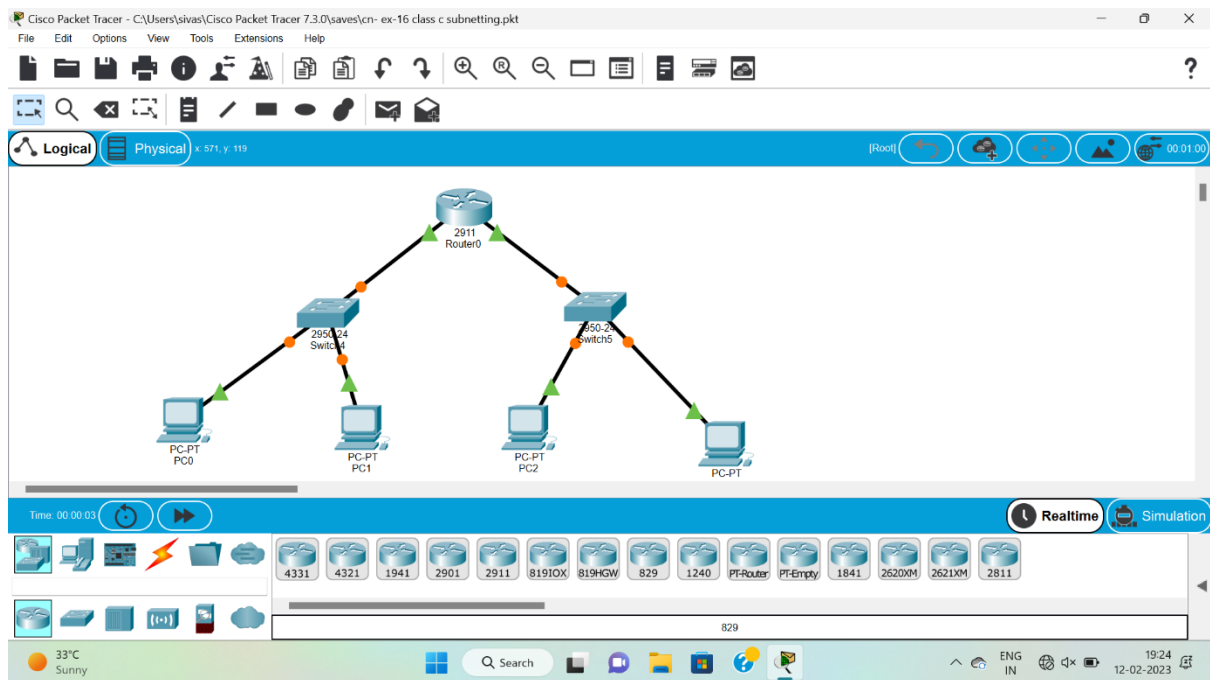 Cisco Packet Tracer - C:\Users\sivas\Cisco Packet Tracer 7.3.0\saves\cn- ex-16 class c subnetting.pkt
File Edit Options View Tools Extensions Help
?
Logical Physical x: 571, y: 119 [Root] 00:01:00
2911
Router0
2950-24
Switch4
2950-24
Switch5
PC-PT
PC0
PC-PT
PC1
PC-PT
PC2
PC-PT
Time: 00:00:03 Realtime Simulation
4331 4321 1941 2901 2911 819IOX 819HGW 829 1240 PT-Router PT-Empty 1841 2620XM 2621XM 2811
829
33°C
Sunny
Search
ENG
IN
19:24
12-02-2023